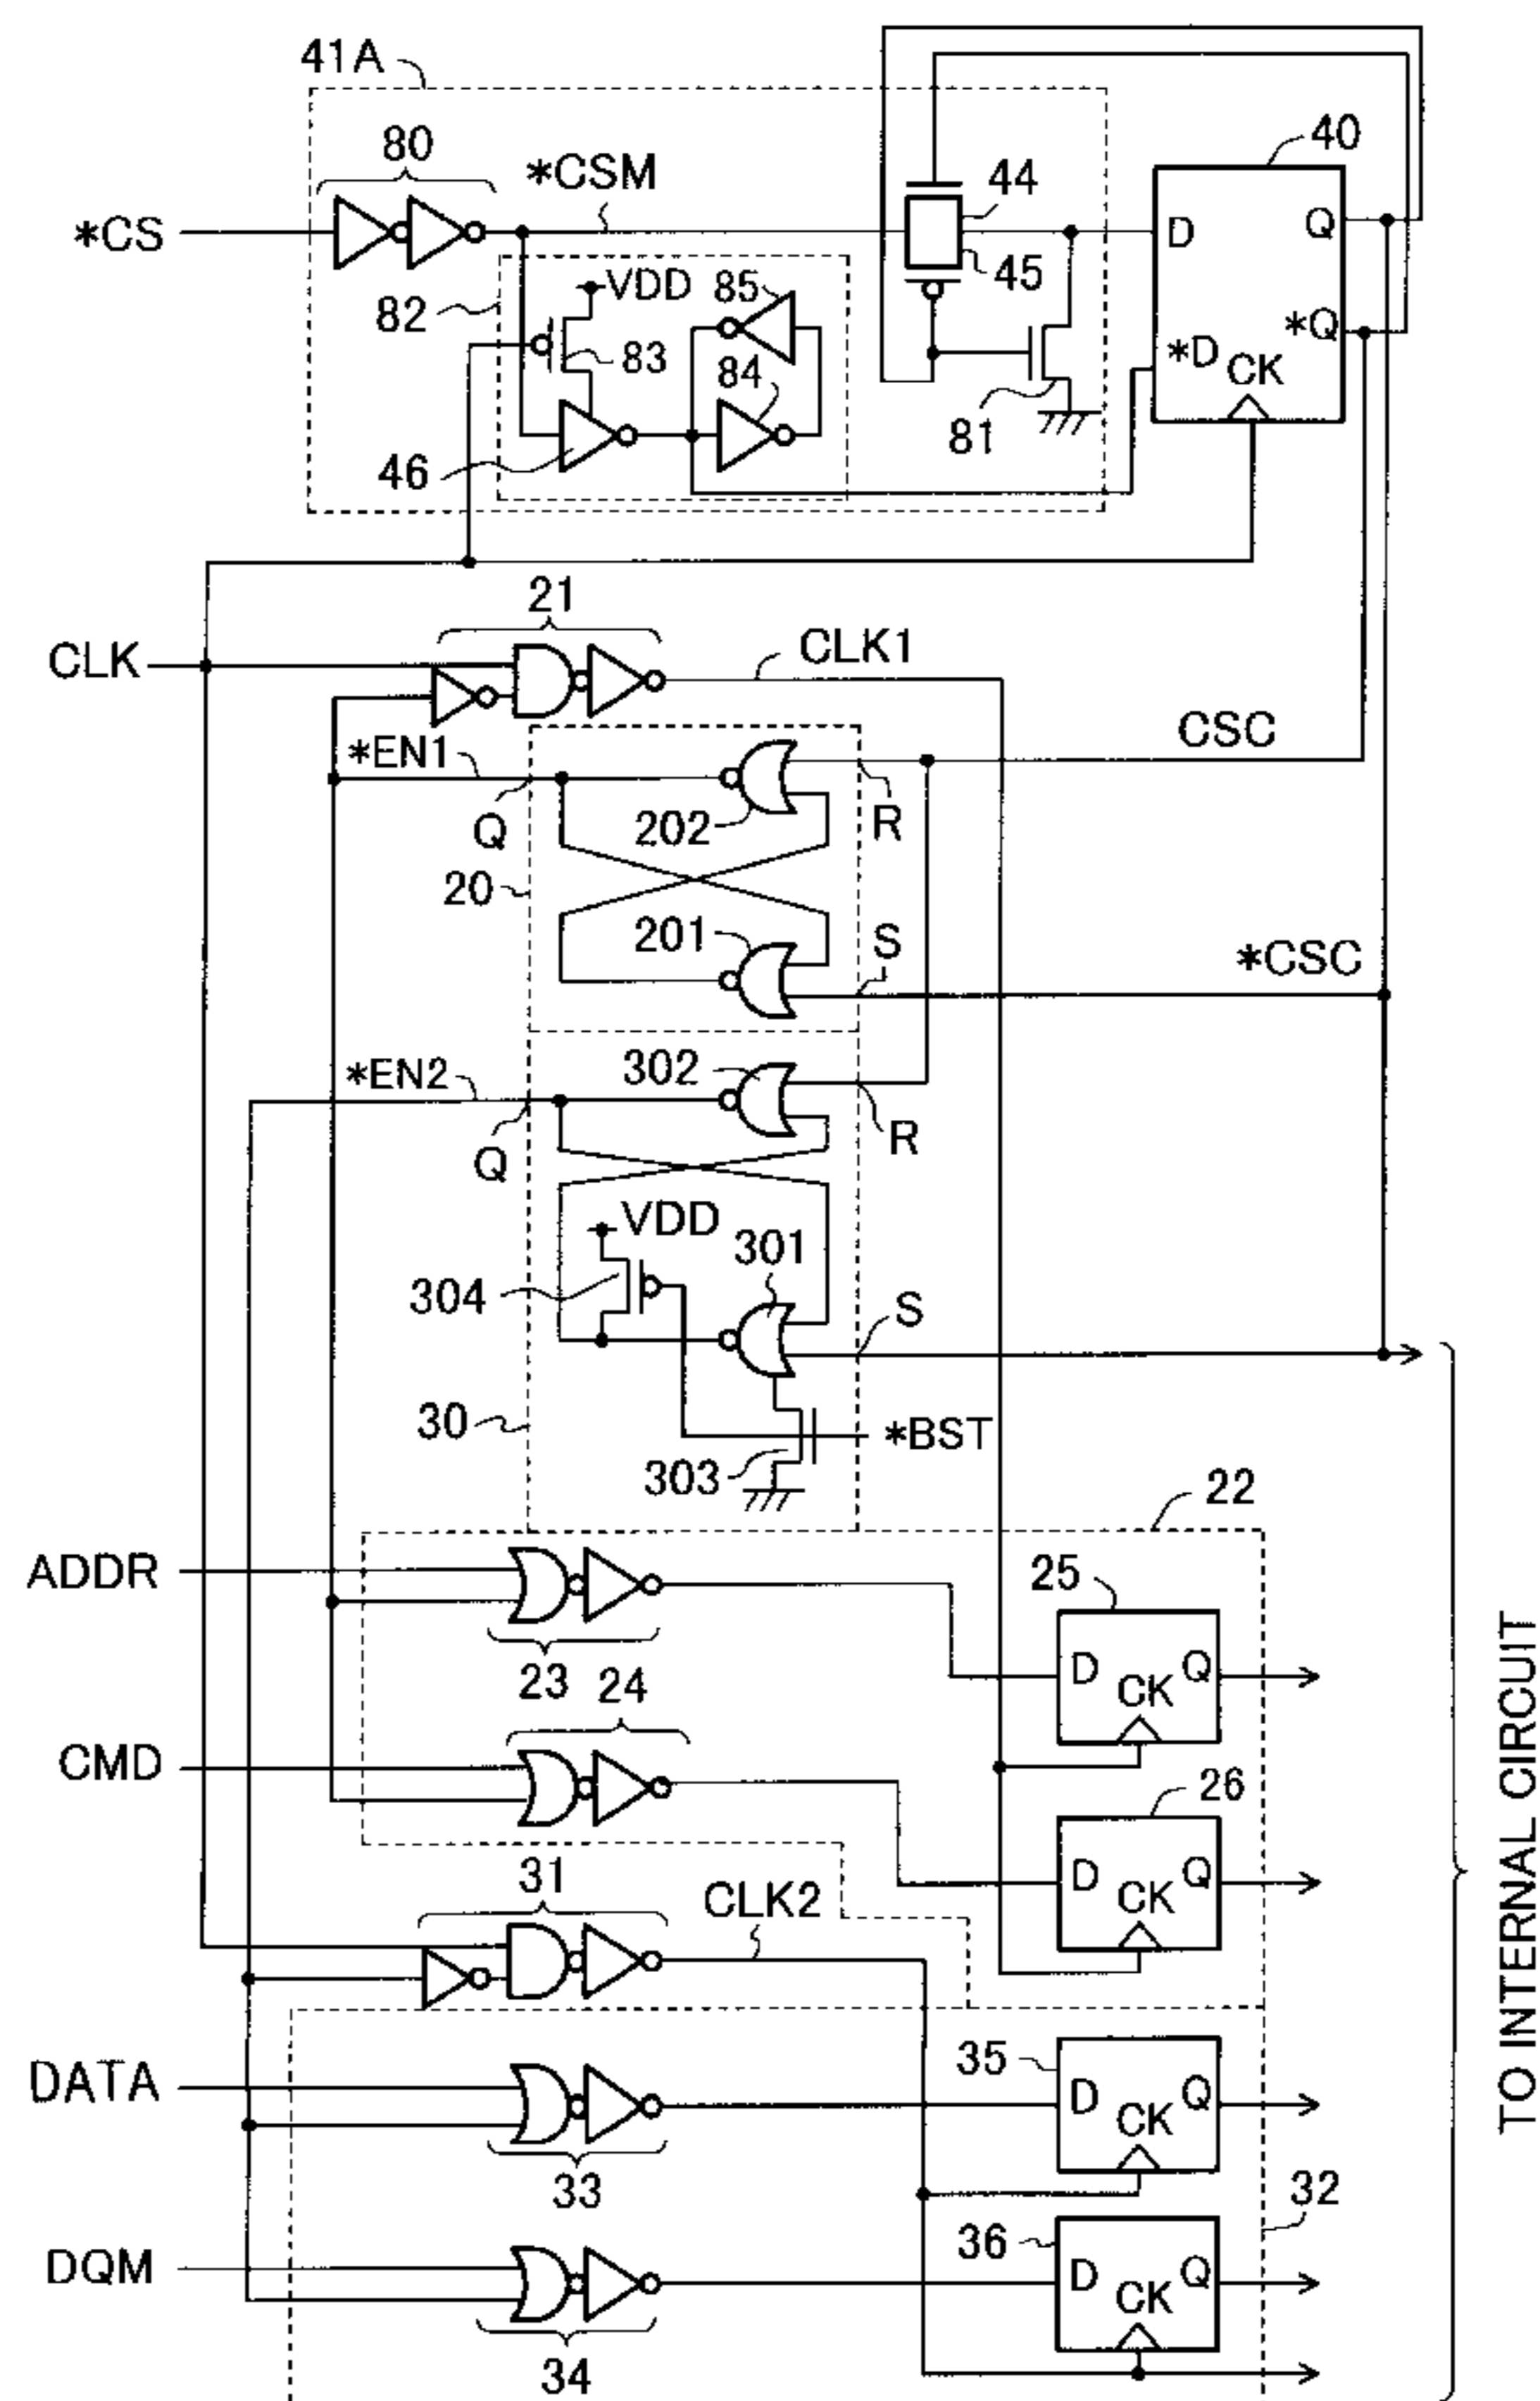 41A
80
*CSM
44
40
*CS
D
Q
45
VDD
85
82
*Q
83
*D
CK
84
81
46
21
CLK
CLK1
CSC
*EN1
Q
202
R
20
201
S
*CSC
302
*EN2
R
Q
VDD
301
304
S
30
*BST
303
22
ADDR
25
D
CK
Q
23
24
CMD
26
D
CK
Q
31
CLK2
DATA
35
D
CK
Q
33
32
DQM
36
D
CK
Q
34
TO INTERNAL CIRCUIT